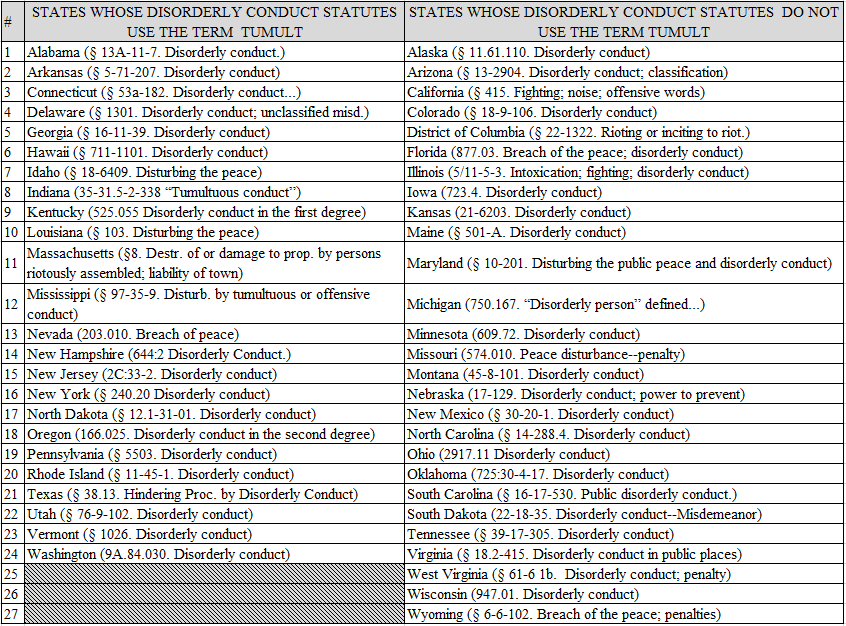 # STATES WHOSE DISORDERLY CONDUCT STATUTES USE THE TERM TUMULT STATES WHOSE DISORDERLY CONDUCT STATUTES DO NOT USE THE TERM TUMULT
1 Alabama (§ 13A-11-7. Disorderly conduct.) Alaska (§ 11.61.110. Disorderly conduct)
2 Arkansas (§ 5-71-207. Disorderly conduct) Arizona (§ 13-2904. Disorderly conduct; classification)
3 Connecticut (§ 53a-182. Disorderly conduct...) California (§ 415. Fighting; noise; offensive words)
4 Delaware (§ 1301. Disorderly conduct; unclassified misd.) Colorado (§ 18-9-106. Disorderly conduct)
5 Georgia (§ 16-11-39. Disorderly conduct) District of Columbia (§ 22-1322. Rioting or inciting to riot.)
6 Hawaii (§ 711-1101. Disorderly conduct) Florida (877.03. Breach of the peace; disorderly conduct)
7 Idaho (§ 18-6409. Disturbing the peace) Illinois (5/11-5-3. Intoxication; fighting; disorderly conduct)
8 Indiana (35-31.5-2-338 “Tumultuous conduct”) Iowa (723.4. Disorderly conduct)
9 Kentucky (525.055 Disorderly conduct in the first degree) Kansas (21-6203. Disorderly conduct)
10 Louisiana (§ 103. Disturbing the peace) Maine (§ 501-A. Disorderly conduct)
11 Massachusetts (§8. Destr. of or damage to prop. by persons riotously assembled; liability of town) Maryland (§ 10-201. Disturbing the public peace and disorderly conduct)
12 Mississippi (§ 97-35-9. Disturb. by tumultuous or offensive conduct) Michigan (750.167. “Disorderly person” defined...)
13 Nevada (203.010. Breach of peace) Minnesota (609.72. Disorderly conduct)
14 New Hampshire (644:2 Disorderly Conduct.) Missouri (574.010. Peace disturbance--penalty)
15 New Jersey (2C:33-2. Disorderly conduct) Montana (45-8-101. Disorderly conduct)
16 New York (§ 240.20 Disorderly conduct) Nebraska (17-129. Disorderly conduct; power to prevent)
17 North Dakota (§ 12.1-31-01. Disorderly conduct) New Mexico (§ 30-20-1. Disorderly conduct)
18 Oregon (166.025. Disorderly conduct in the second degree) North Carolina (§ 14-288.4. Disorderly conduct)
19 Pennsylvania (§ 5503. Disorderly conduct) Ohio (2917.11 Disorderly conduct)
20 Rhode Island (§ 11-45-1. Disorderly conduct) Oklahoma (725:30-4-17. Disorderly conduct)
21 Texas (§ 38.13. Hindering Proc. by Disorderly Conduct) South Carolina (§ 16-17-530. Public disorderly conduct.)
22 Utah (§ 76-9-102. Disorderly conduct) South Dakota (22-18-35. Disorderly conduct--Misdemeanor)
23 Vermont (§ 1026. Disorderly conduct) Tennessee (§ 39-17-305. Disorderly conduct)
24 Washington (9A.84.030. Disorderly conduct) Virginia (§ 18.2-415. Disorderly conduct in public places)
25 West Virginia (§ 61-6 1b. Disorderly conduct; penalty)
26 Wisconsin (947.01. Disorderly conduct)
27 Wyoming (§ 6-6-102. Breach of the peace; penalties)